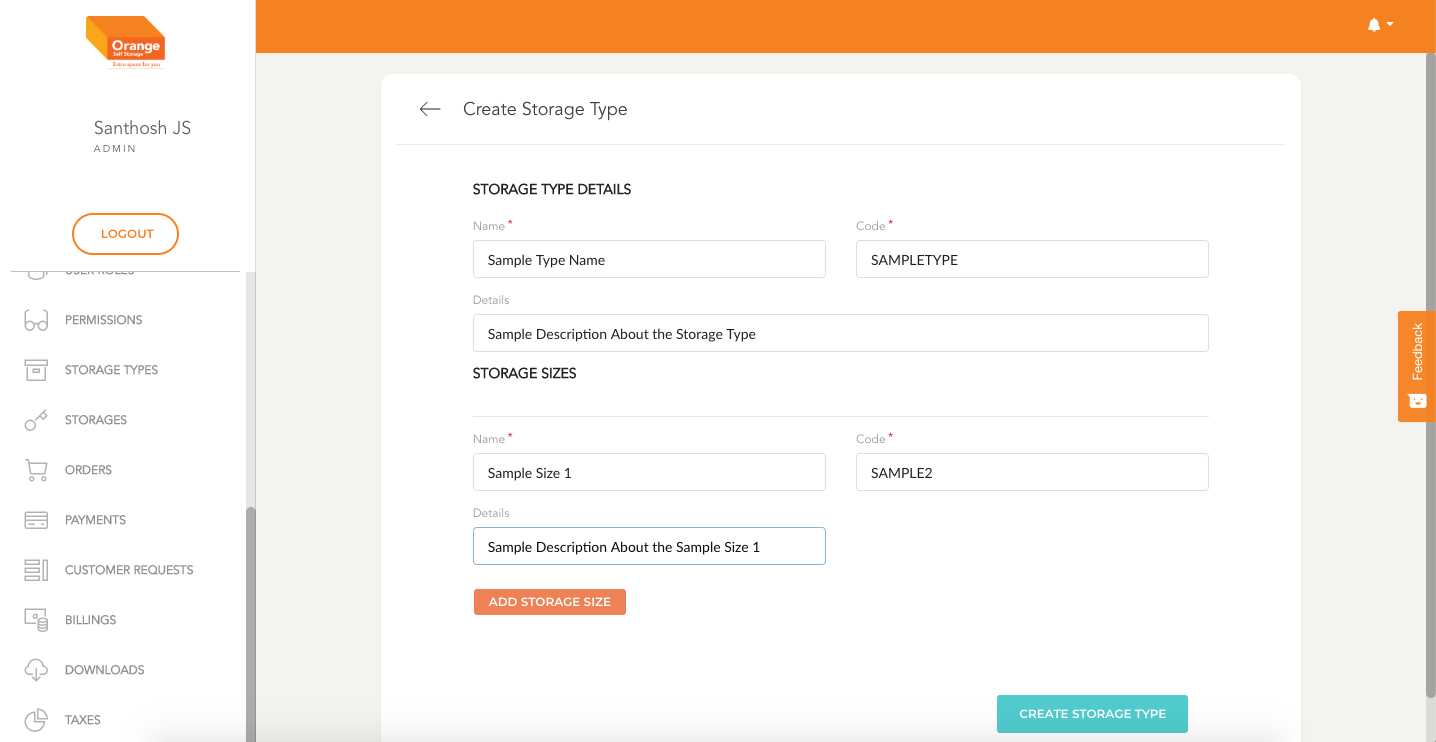 Orange
Self Storage
Extra space for you
Santhosh JS
ADMIN
LOGOUT
USER ROLES
PERMISSIONS
STORAGE TYPES
STORAGES
ORDERS
PAYMENTS
CUSTOMER REQUESTS
BILLINGS
DOWNLOADS
TAXES
Create Storage Type
STORAGE TYPE DETAILS
Name * Code *
Sample Type Name SAMPLETYPE
Details
Sample Description About the Storage Type
STORAGE SIZES
Name * Code *
Sample Size 1 SAMPLE2
Details
Sample Description About the Sample Size 1
ADD STORAGE SIZE
CREATE STORAGE TYPE
Feedback